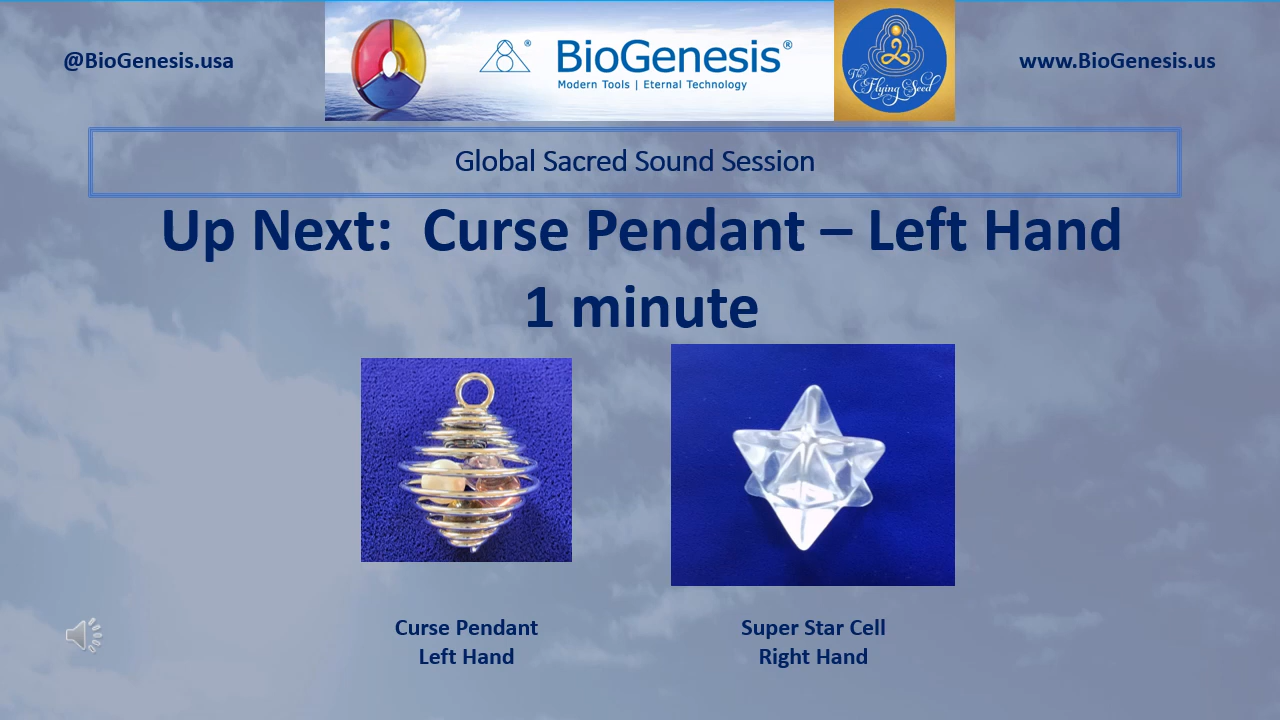 @BioGenesis.usa
BioGenesis®
Modern Tools | Eternal Technology
The Flying Seed
www.BioGenesis.us
Global Sacred Sound Session
Up Next:  Curse Pendant – Left Hand
1 minute
Curse Pendant
Left Hand
Super Star Cell
Right Hand